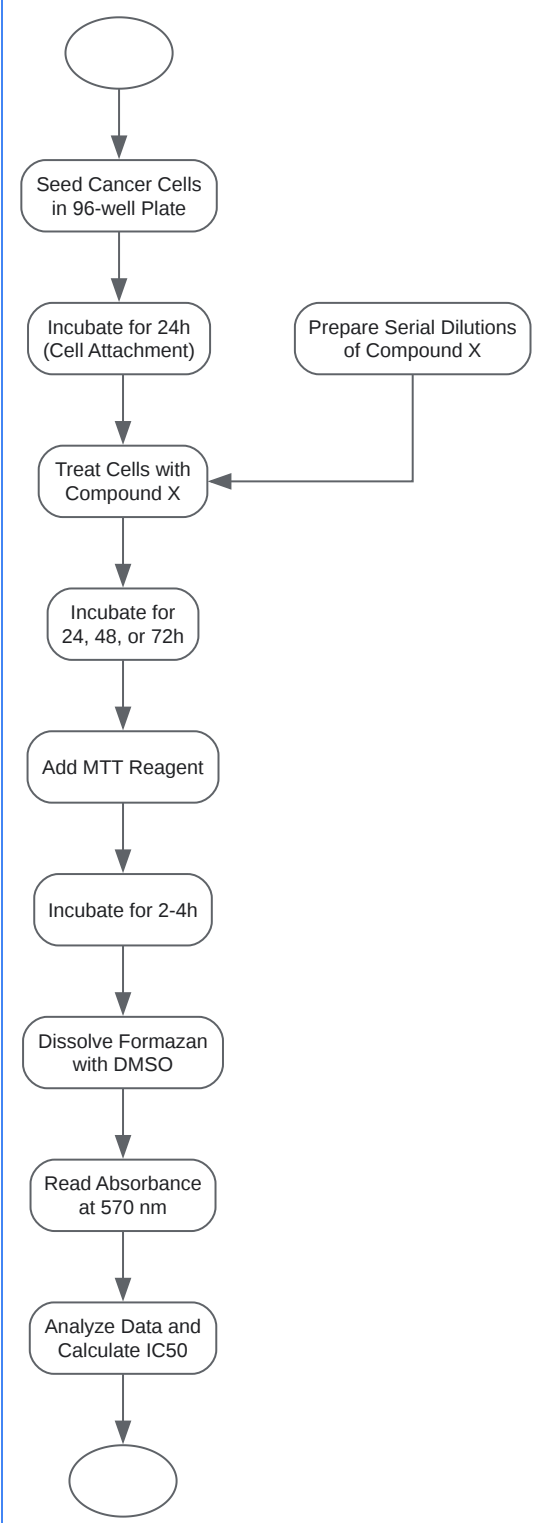 Seed Cancer Cells
in 96-well Plate
Incubate for 24h
(Cell Attachment)
Prepare Serial Dilutions
of Compound X
Treat Cells with
Compound X
Incubate for
24, 48, or 72h
Add MTT Reagent
Incubate for 2-4h
Dissolve Formazan
with DMSO
Read Absorbance
at 570 nm
Analyze Data and
Calculate IC50